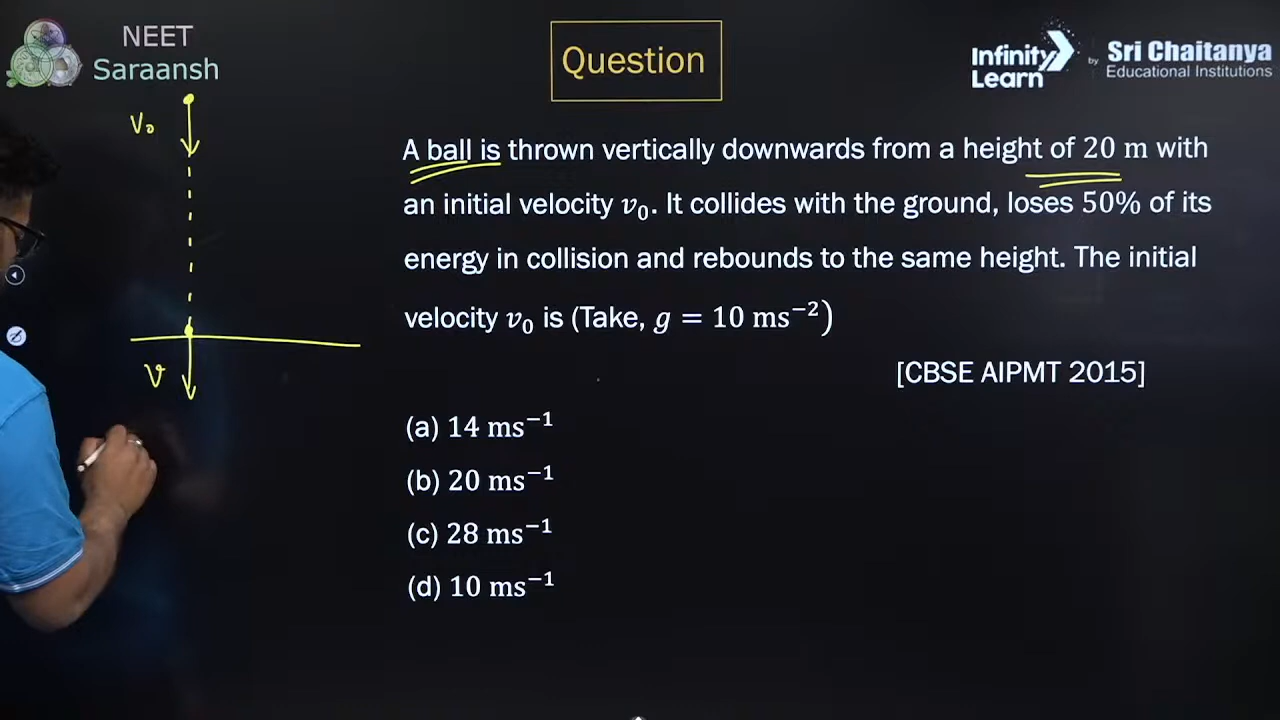 NEET
Saraansh
Question
Infinity
Learn
by
Sri Chaitanya
Educational Institutions
V₀
A ball is thrown vertically downwards from a height of 20 m with
an initial velocity v₀. It collides with the ground, loses 50% of its
energy in collision and rebounds to the same height. The initial
velocity v₀ is (Take, g = 10 ms⁻²)
[CBSE AIPMT 2015]
v
(a) 14 ms⁻¹
(b) 20 ms⁻¹
(c) 28 ms⁻¹
(d) 10 ms⁻¹